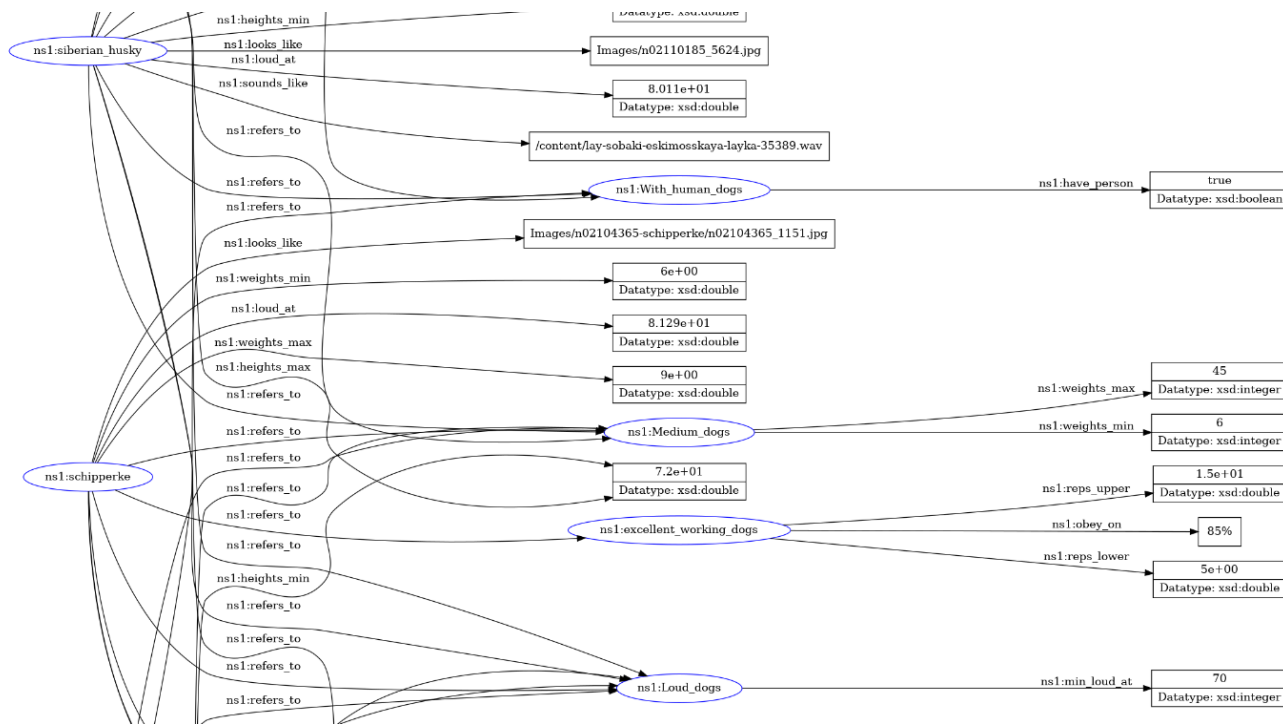 Datatype: xsd:double
ns1:heights_min
ns1:siberian_husky
ns1:looks_like
Images/n02110185_5624.jpg
ns1:loud_at
8.011e+01
Datatype: xsd:double
ns1:sounds_like
ns1:refers_to
/content/lay-sobaki-eskimosskaya-layka-35389.wav
ns1:refers_to
ns1:With_human_dogs
ns1:have_person
true
Datatype: xsd:boolean
ns1:refers_to
Images/n02104365-schipperke/n02104365_1151.jpg
ns1:looks_like
ns1:weights_min
6e+00
Datatype: xsd:double
ns1:loud_at
8.129e+01
Datatype: xsd:double
ns1:weights_max
9e+00
Datatype: xsd:double
ns1:heights_max
ns1:refers_to
ns1:weights_max
45
Datatype: xsd:integer
ns1:refers_to
ns1:Medium_dogs
ns1:weights_min
6
Datatype: xsd:integer
ns1:refers_to
ns1:schipperke
7.2e+01
Datatype: xsd:double
ns1:refers_to
ns1:reps_upper
1.5e+01
Datatype: xsd:double
ns1:refers_to
ns1:excellent_working_dogs
ns1:obey_on
85%
ns1:refers_to
ns1:reps_lower
5e+00
Datatype: xsd:double
ns1:heights_min
ns1:refers_to
ns1:refers_to
ns1:refers_to
ns1:Loud_dogs
ns1:min_loud_at
70
Datatype: xsd:integer
ns1:refers_to